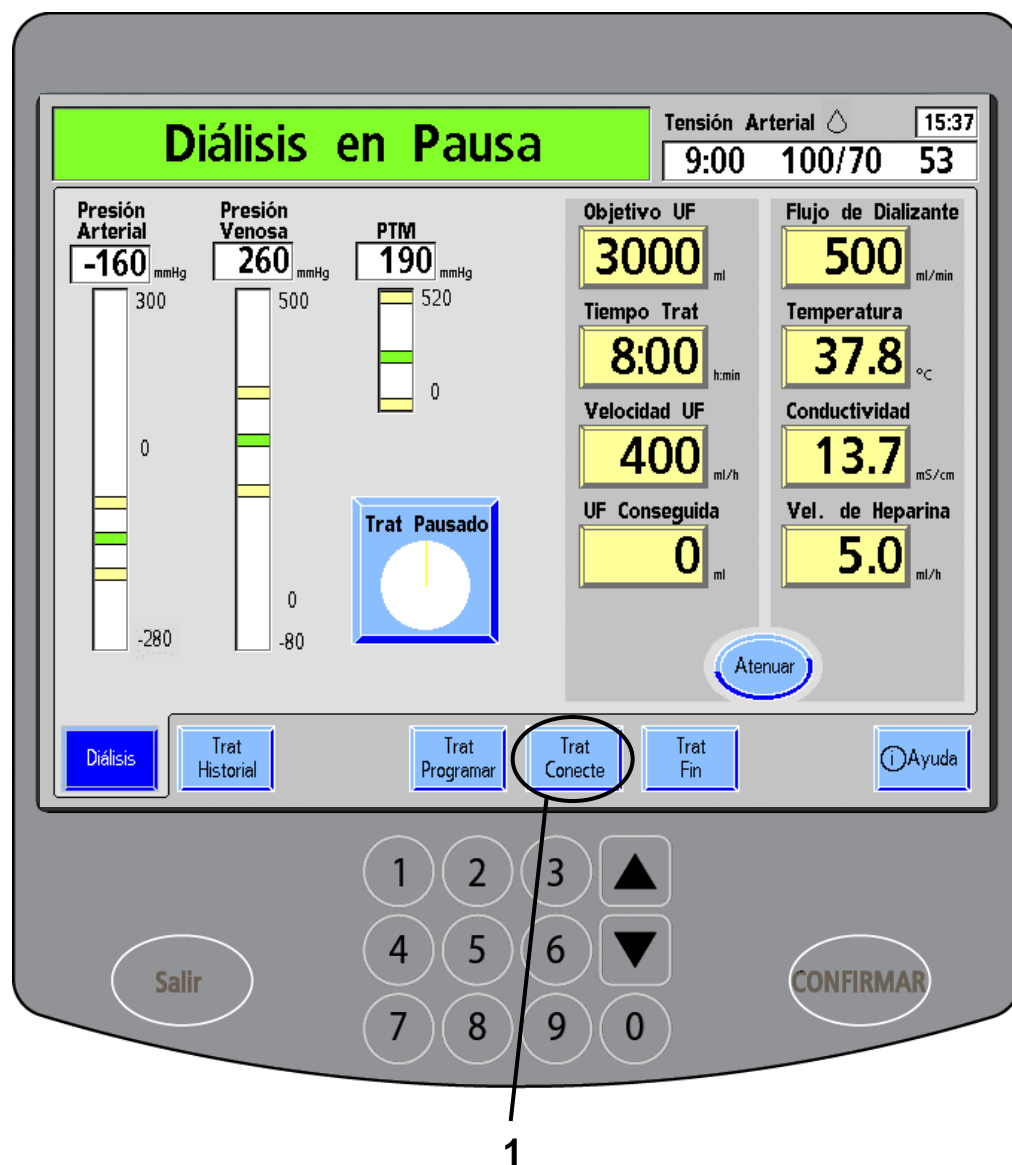 Diálisis en Pausa
Tensión Arterial
15:37
9:00 100/70 53
Presión
Arterial
-160 mmHg
300
0
-280
Presión
Venosa
260 mmHg
500
0
-80
PTM
190 mmHg
520
0
Trat Pausado
Objetivo UF
3000 ml
Tiempo Trat
8:00 h:min
Velocidad UF
400 ml/h
UF Conseguida
0 ml
Flujo de Dializante
500 ml/min
Temperatura
37.8 °C
Conductividad
13.7 mS/cm
Vel. de Heparina
5.0 ml/h
Atenuar
Diálisis
Trat
Historial
Trat
Programar
Trat
Conecte
Trat
Fin
iAyuda
1 2 3
4 5 6
7 8 9 0
Salir
CONFIRMAR
1